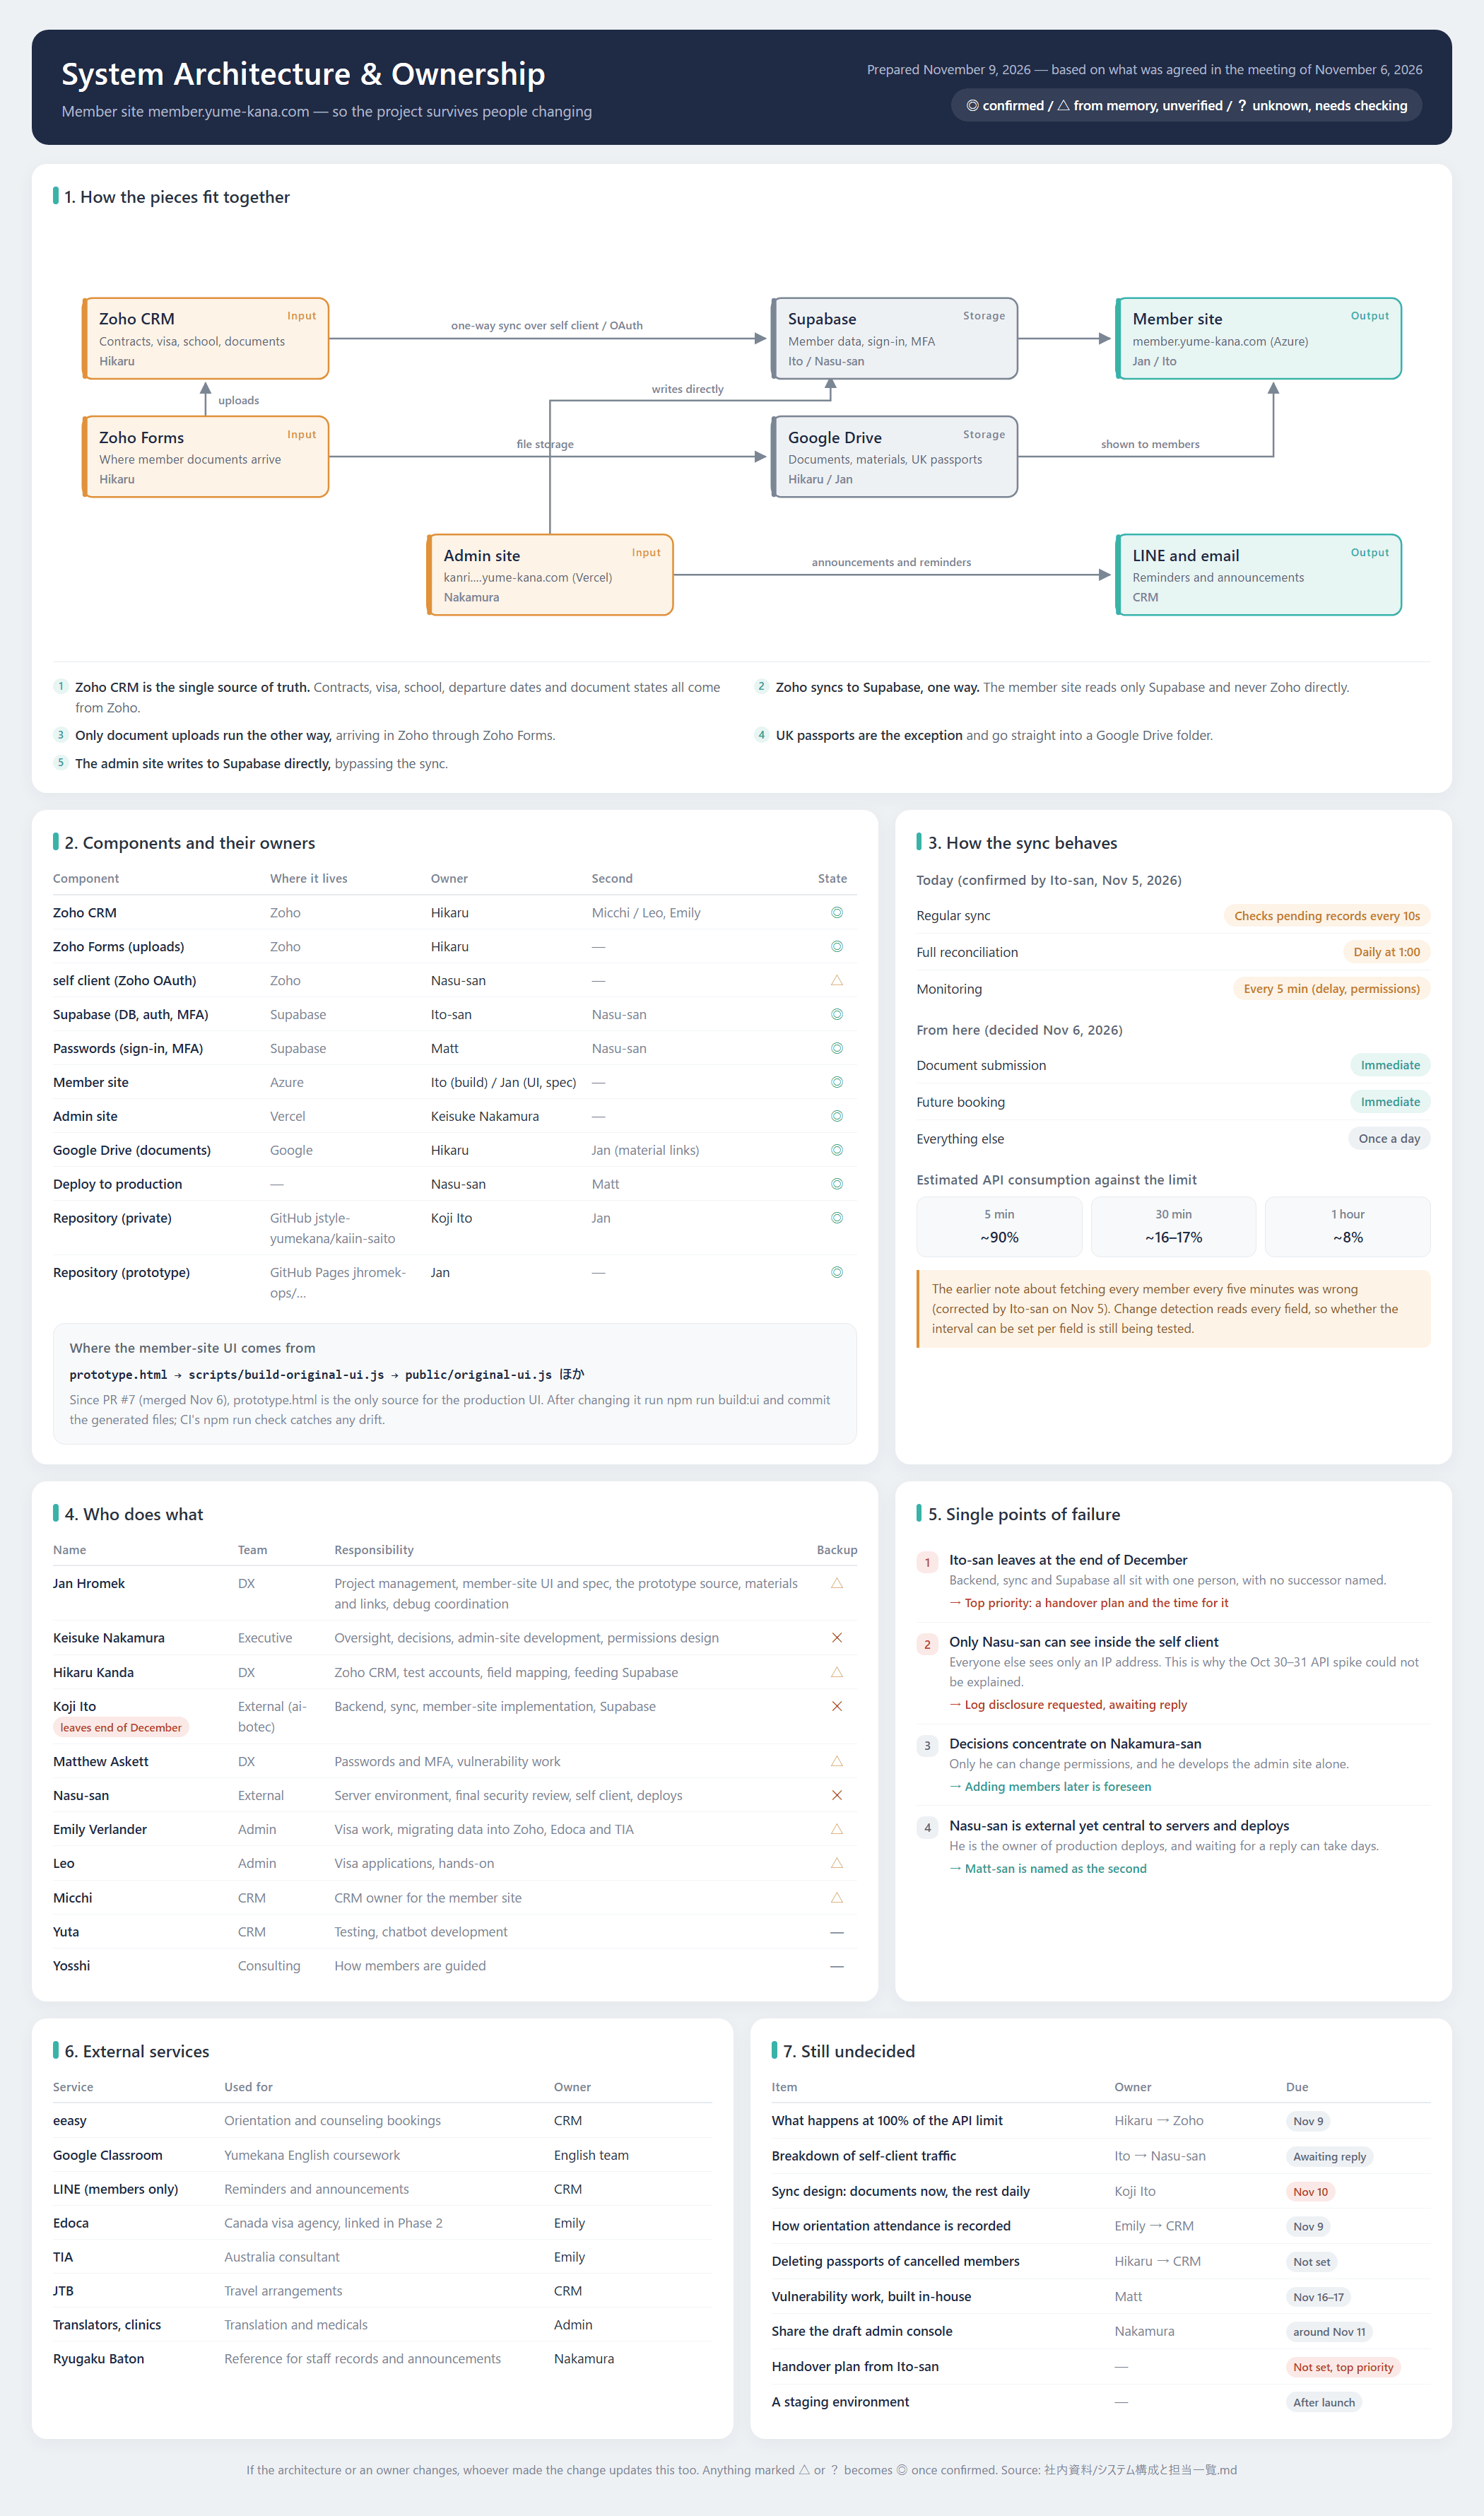 System Architecture & Ownership
Member site member.yume-kana.com — so the project survives people changing
Prepared November 9, 2026 — based on what was agreed in the meeting of November 6, 2026
◎ confirmed / △ from memory, unverified / ? unknown, needs checking
1. How the pieces fit together
Zoho CRM
Input
Contracts, visa, school, documents
Hikaru
one-way sync over self client / OAuth
Supabase
Storage
Member data, sign-in, MFA
Ito / Nasu-san
Member site
Output
member.yume-kana.com (Azure)
Jan / Ito
uploads
writes directly
Zoho Forms
Input
Where member documents arrive
Hikaru
file storage
Google Drive
Storage
Documents, materials, UK passports
Hikaru / Jan
shown to members
Admin site
Input
kanri....yume-kana.com (Vercel)
Nakamura
announcements and reminders
LINE and email
Output
Reminders and announcements
CRM
1 Zoho CRM is the single source of truth. Contracts, visa, school, departure dates and document states all come
from Zoho.
2 Zoho syncs to Supabase, one way. The member site reads only Supabase and never Zoho directly.
3 Only document uploads run the other way, arriving in Zoho through Zoho Forms.
4 UK passports are the exception and go straight into a Google Drive folder.
5 The admin site writes to Supabase directly, bypassing the sync.
2. Components and their owners
Component Where it lives Owner Second State
Zoho CRM Zoho Hikaru Micchi / Leo, Emily ◎
Zoho Forms (uploads) Zoho Hikaru — ◎
self client (Zoho OAuth) Zoho Nasu-san — △
Supabase (DB, auth, MFA) Supabase Ito-san Nasu-san ◎
Passwords (sign-in, MFA) Supabase Matt Nasu-san ◎
Member site Azure Ito (build) / Jan (UI, spec) — ◎
Admin site Vercel Keisuke Nakamura — ◎
Google Drive (documents) Google Hikaru Jan (material links) ◎
Deploy to production — Nasu-san Matt ◎
Repository (private) GitHub jstyle- Koji Ito Jan ◎
yumekana/kaiin-saito
Repository (prototype) GitHub Pages jhromek- Jan — ◎
ops/...
Where the member-site UI comes from
prototype.html → scripts/build-original-ui.js → public/original-ui.js ほか
Since PR #7 (merged Nov 6), prototype.html is the only source for the production UI. After changing it run npm run build:ui and commit
the generated files; CI's npm run check catches any drift.
3. How the sync behaves
Today (confirmed by Ito-san, Nov 5, 2026)
Regular sync Checks pending records every 10s
Full reconciliation Daily at 1:00
Monitoring Every 5 min (delay, permissions)
From here (decided Nov 6, 2026)
Document submission Immediate
Future booking Immediate
Everything else Once a day
Estimated API consumption against the limit
5 min 30 min 1 hour
~90% ~16–17% ~8%
The earlier note about fetching every member every five minutes was wrong
(corrected by Ito-san on Nov 5). Change detection reads every field, so whether the
interval can be set per field is still being tested.
4. Who does what
Name Team Responsibility Backup
Jan Hromek DX Project management, member-site UI and spec, the prototype source, materials △
and links, debug coordination
Keisuke Nakamura Executive Oversight, decisions, admin-site development, permissions design ✕
Hikaru Kanda DX Zoho CRM, test accounts, field mapping, feeding Supabase △
Koji Ito External (ai- Backend, sync, member-site implementation, Supabase ✕
leaves end of December botec)
Matthew Askett DX Passwords and MFA, vulnerability work △
Nasu-san External Server environment, final security review, self client, deploys ✕
Emily Verlander Admin Visa work, migrating data into Zoho, Edoca and TIA △
Leo Admin Visa applications, hands-on △
Micchi CRM CRM owner for the member site △
Yuta CRM Testing, chatbot development —
Yosshi Consulting How members are guided —
5. Single points of failure
1 Ito-san leaves at the end of December
Backend, sync and Supabase all sit with one person, with no successor named.
→ Top priority: a handover plan and the time for it
2 Only Nasu-san can see inside the self client
Everyone else sees only an IP address. This is why the Oct 30–31 API spike could not
be explained.
→ Log disclosure requested, awaiting reply
3 Decisions concentrate on Nakamura-san
Only he can change permissions, and he develops the admin site alone.
→ Adding members later is foreseen
4 Nasu-san is external yet central to servers and deploys
He is the owner of production deploys, and waiting for a reply can take days.
→ Matt-san is named as the second
6. External services
Service Used for Owner
eeasy Orientation and counseling bookings CRM
Google Classroom Yumekana English coursework English team
LINE (members only) Reminders and announcements CRM
Edoca Canada visa agency, linked in Phase 2 Emily
TIA Australia consultant Emily
JTB Travel arrangements CRM
Translators, clinics Translation and medicals Admin
Ryugaku Baton Reference for staff records and announcements Nakamura
7. Still undecided
Item Owner Due
What happens at 100% of the API limit Hikaru → Zoho Nov 9
Breakdown of self-client traffic Ito → Nasu-san Awaiting reply
Sync design: documents now, the rest daily Koji Ito Nov 10
How orientation attendance is recorded Emily → CRM Nov 9
Deleting passports of cancelled members Hikaru → CRM Not set
Vulnerability work, built in-house Matt Nov 16–17
Share the draft admin console Nakamura around Nov 11
Handover plan from Ito-san — Not set, top priority
A staging environment — After launch
If the architecture or an owner changes, whoever made the change updates this too. Anything marked △ or ? becomes ◎ once confirmed. Source: 社内資料/システム構成と担当一覧.md